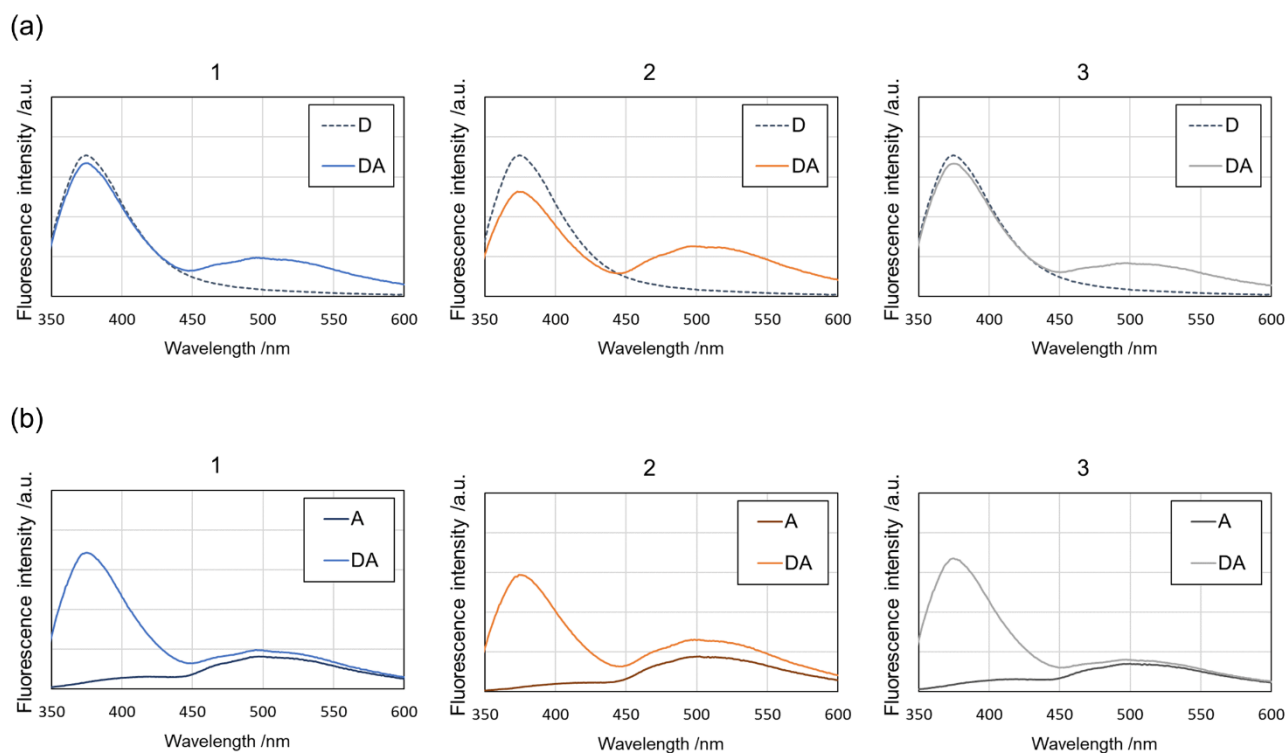 (a)
1
2
3
Fluorescence intensity /a.u.
D
DA
350 400 450 500 550 600
Wavelength /nm
Fluorescence intensity /a.u.
D
DA
350 400 450 500 550 600
Wavelength /nm
Fluorescence intensity /a.u.
D
DA
350 400 450 500 550 600
Wavelength /nm
(b)
1
2
3
Fluorescence intensity /a.u.
A
DA
350 400 450 500 550 600
Wavelength /nm
Fluorescence intensity /a.u.
A
DA
350 400 450 500 550 600
Wavelength /nm
Fluorescence intensity /a.u.
A
DA
350 400 450 500 550 600
Wavelength /nm